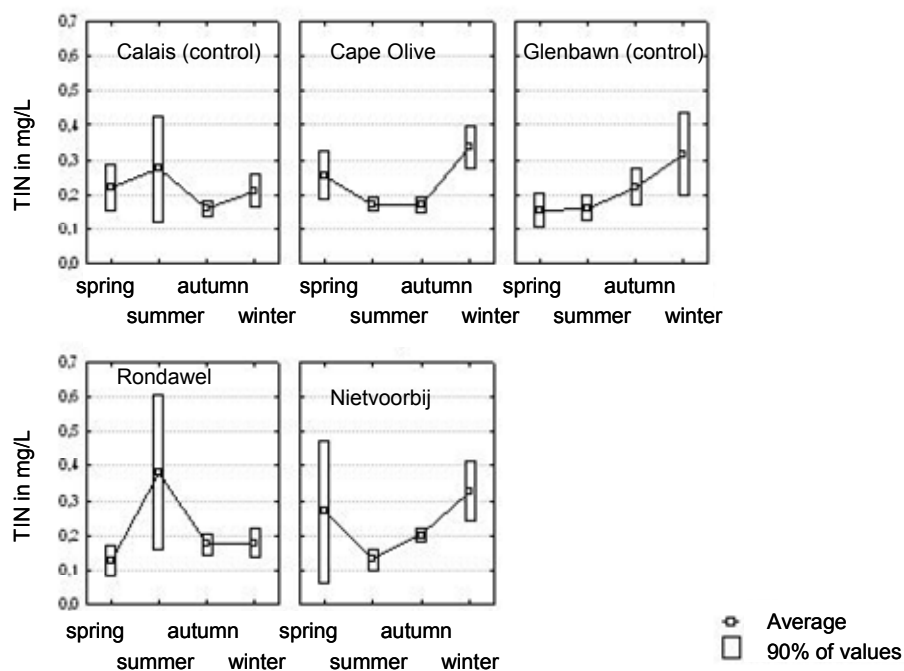 0,7
0,6
0,5
0,4
0,3
0,2
0,1
0,0
TIN in mg/L
Calais (control)
Cape Olive
Glenbawn (control)
spring autumn spring autumn spring autumn
summer winter summer winter summer winter
0,7
0,6
0,5
0,4
0,3
0,2
0,1
0,0
TIN in mg/L
Rondawel
Nietvoorbij
spring autumn spring autumn
summer winter summer winter
Average
90% of values